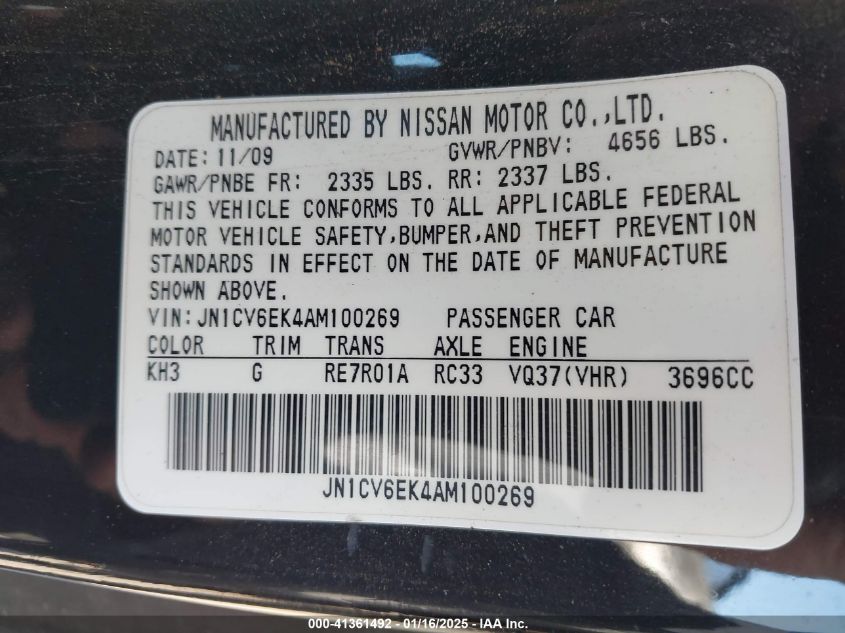 MANUFACTURED BY NISSAN MOTOR CO.,LTD.
DATE: 11/09 GVWR/PNBV: 4656 LBS.
GAWR/PNBE FR: 2335 LBS. RR: 2337 LBS.
THIS VEHICLE CONFORMS TO ALL APPLICABLE FEDERAL
MOTOR VEHICLE SAFETY,BUMPER,AND THEFT PREVENTION
STANDARDS IN EFFECT ON THE DATE OF MANUFACTURE
SHOWN ABOVE.
VIN:JN1CV6EK4AM100269 PASSENGER CAR
COLOR TRIM TRANS AXLE ENGINE
KH3 G RE7R01A RC33 VQ37(VHR) 3696CC
JN1CV6EK4AM100269
000-41361492 - 01/16/2025 - IAA Inc.